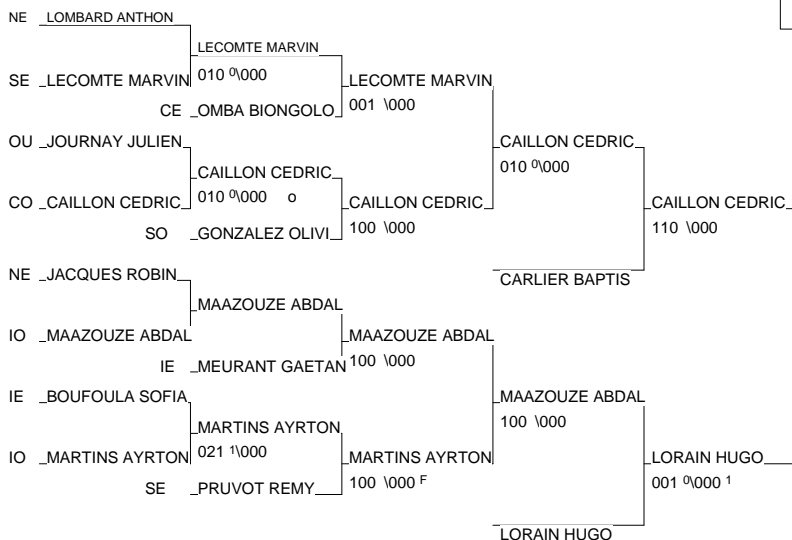 NE LOMBARD ANTHON
LECOMTE MARVIN
010 0\000
SE LECOMTE MARVIN
LECOMTE MARVIN
001 \000
CE OMBA BIONGOLO
OU JOURNAY JULIEN
CAILLON CEDRIC
010 0\000
CAILLON CEDRIC
010 0\000 o
CO CAILLON CEDRIC
CAILLON CEDRIC
100 \000
CAILLON CEDRIC
110 \000
SO GONZALEZ OLIVI
NE JACQUES ROBIN
CARLIER BAPTIS
MAAZOUZE ABDAL
IO MAAZOUZE ABDAL
MAAZOUZE ABDAL
100 \000
IE MEURANT GAETAN
IE BOUFOULA SOFIA
MAAZOUZE ABDAL
100 \000
MARTINS AYRTON
021 1\000
IO MARTINS AYRTON
MARTINS AYRTON
100 \000 F
LORAIN HUGO
001 0\000 1
SE PRUVOT REMY
LORAIN HUGO